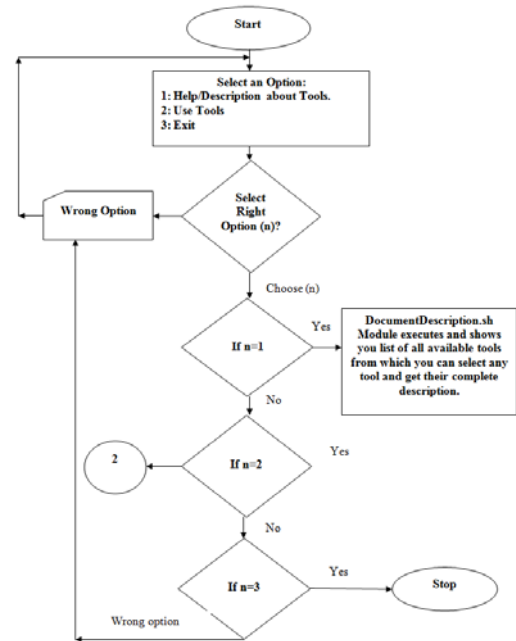 Start
Select an Option:
1: Help/Description about Tools.
2: Use Tools
3: Exit
Wrong Option
Select
Right
Option (n)?
Choose (n)
If n=1
Yes
DocumentDescription.sh
Module executes and shows
you list of all available tools
from which you can select any
tool and get their complete
description.
No
2
If n=2
Yes
No
If n=3
Yes
Stop
Wrong option